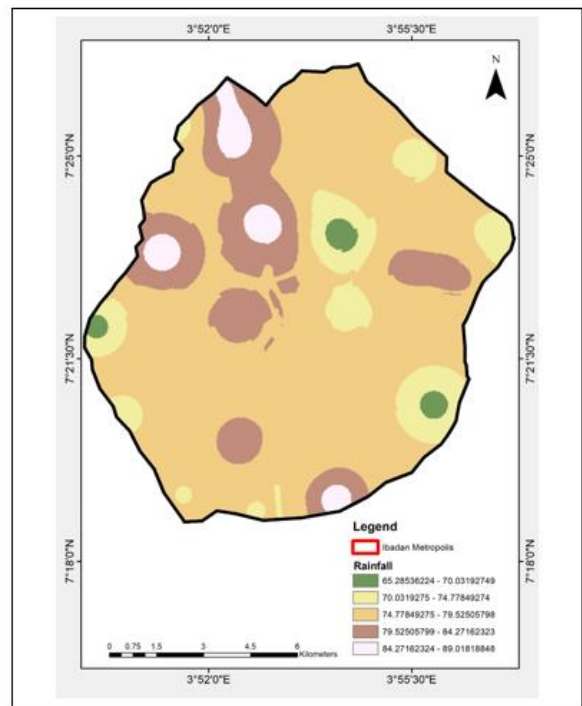 3°52'0"E 3°55'30"E
N
7°25'0"N 7°25'0"N
7°21'30"N 7°21'30"N
7°18'0"N 7°18'0"N
Legend
Ibadan Metropolis
Rainfall
65.28536224 - 70.03192749
70.0319275 - 74.77849274
74.77849275 - 79.52505798
79.52505799 - 84.27162323
84.27162324 - 89.01818848
0 0.75 1.5 3 4.5 6
Kilometers
3°52'0"E 3°55'30"E